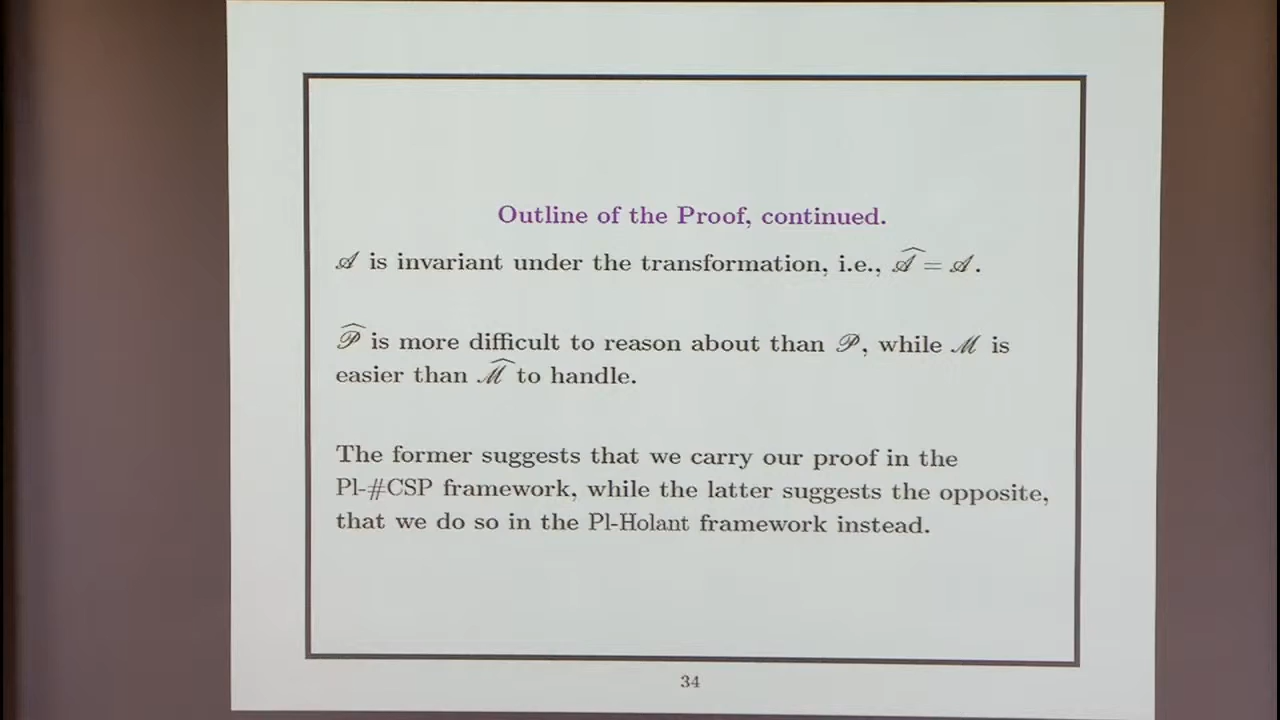 Outline of the Proof, continued.
𝒜 is invariant under the transformation, i.e., 𝒜̂ = 𝒜.
𝒫̂ is more difficult to reason about than 𝒫, while ℳ is
easier than ℳ̂ to handle.
The former suggests that we carry our proof in the
Pl-#CSP framework, while the latter suggests the opposite,
that we do so in the Pl-Holant framework instead.
34